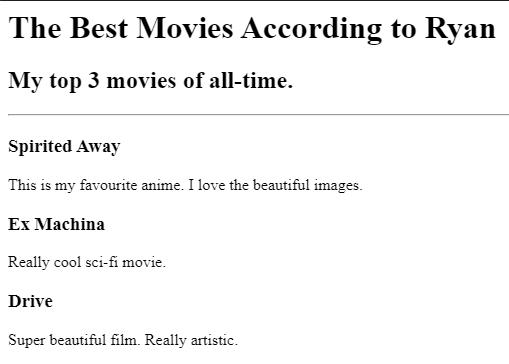 The Best Movies According to Ryan
My top 3 movies of all-time.
Spirited Away
This is my favourite anime. I love the beautiful images.
Ex Machina
Really cool sci-fi movie.
Drive
Super beautiful film. Really artistic.